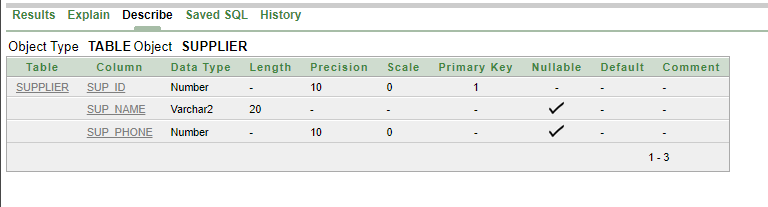 Results Explain Describe Saved SQL History
Object Type TABLE Object SUPPLIER
Table Column Data Type Length Precision Scale Primary Key Nullable Default Comment
SUPPLIER SUP_ID Number - 10 0 1 - - -
SUP_NAME Varchar2 20 - - - - -
SUP_PHONE Number - 10 0 - - -
1 - 3